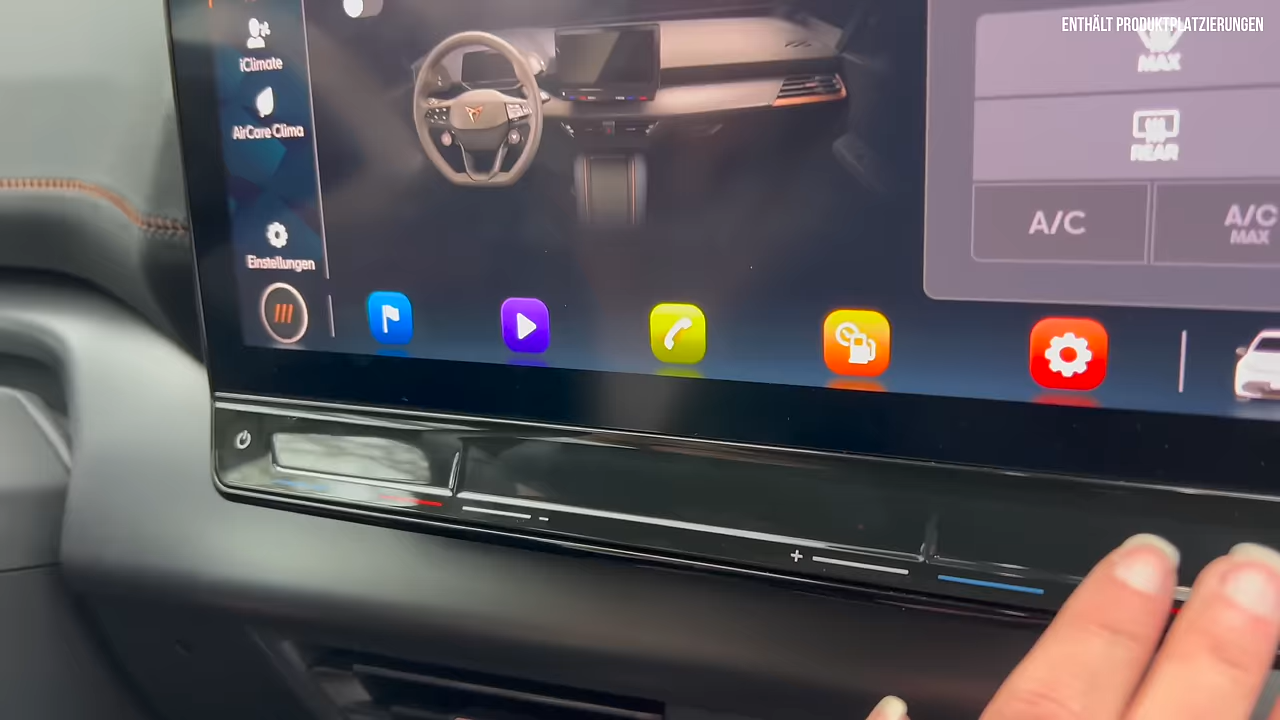 ENTHÄLT PRODUKTPLATZIERUNGEN
iClimate
MAX
AirCare Clima
REAR
A/C
A/C
MAX
Einstellungen
-
+